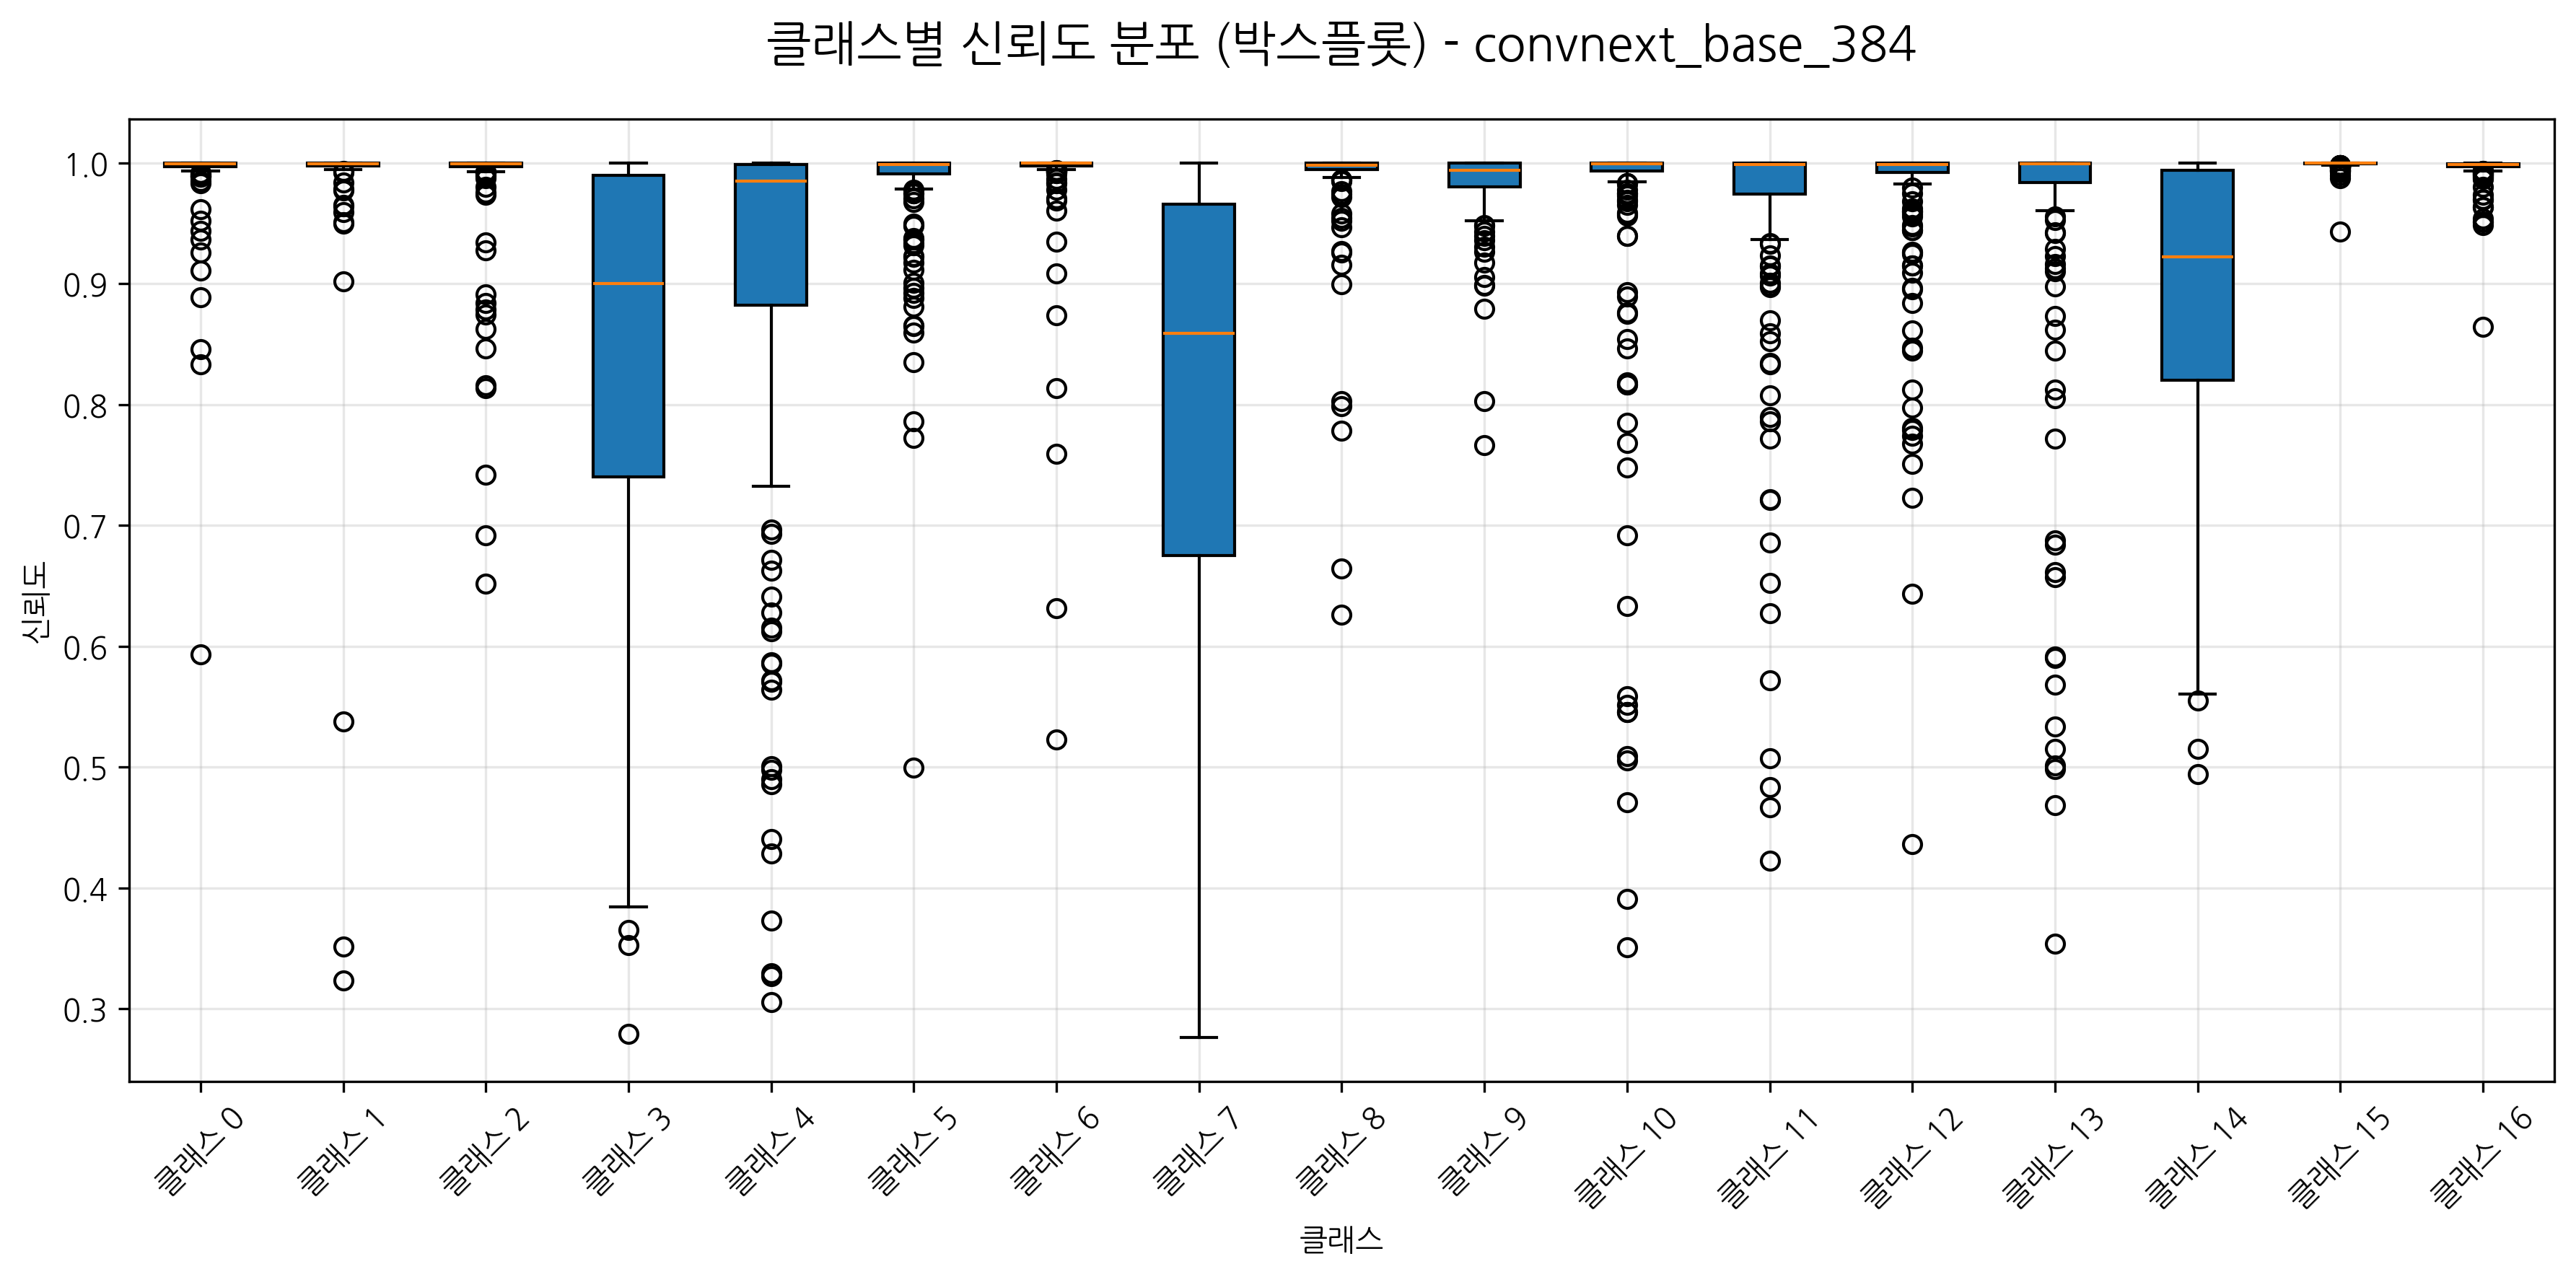 클래스별 신뢰도 분포 (박스플롯) - convnext_base_384
1.0
0.9
0.8
0.7
0.6
0.5
0.4
0.3
신뢰도
클래스 0
클래스 1
클래스 2
클래스 3
클래스 4
클래스 5
클래스 6
클래스 7
클래스 8
클래스 9
클래스 10
클래스 11
클래스 12
클래스 13
클래스 14
클래스 15
클래스 16
클래스